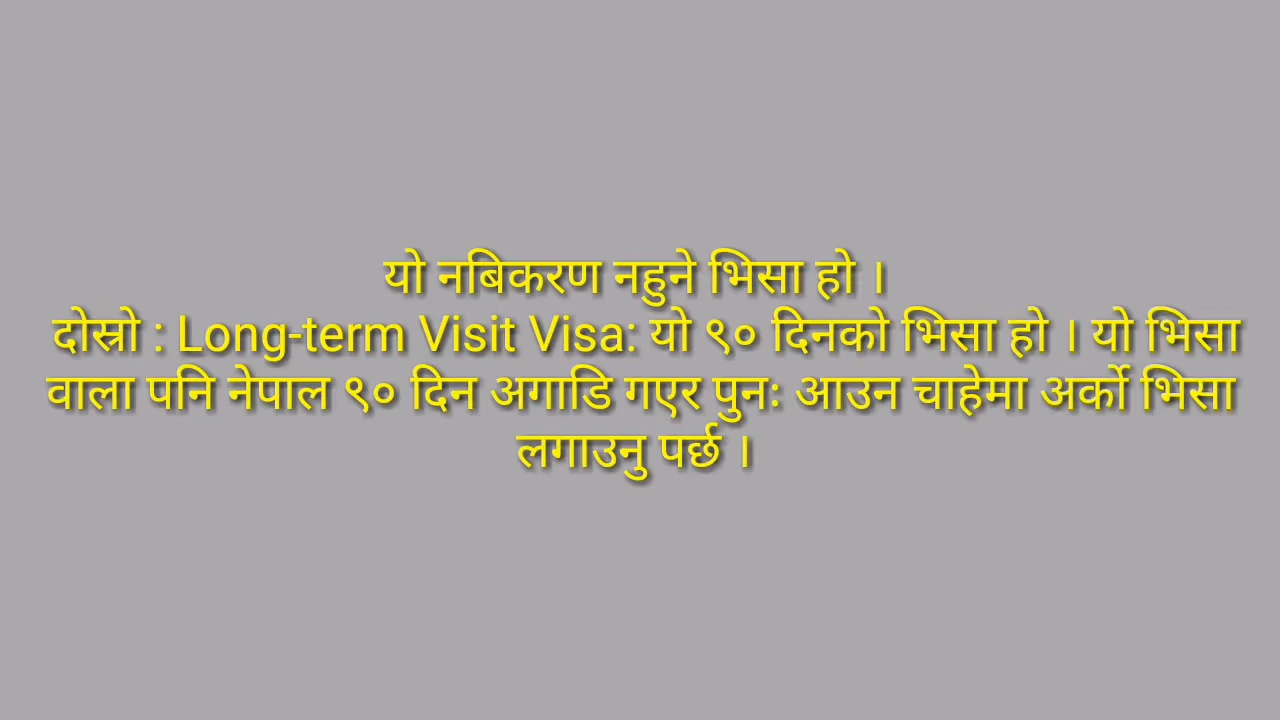 यो नबिकरण नहुने भिसा हो ।
दोस्रो : Long-term Visit Visa: यो ९० दिनको भिसा हो । यो भिसा
वाला पनि नेपाल ९० दिन अगाडि गएर पुनः आउन चाहेमा अर्को भिसा
लगाउनु पर्छ ।